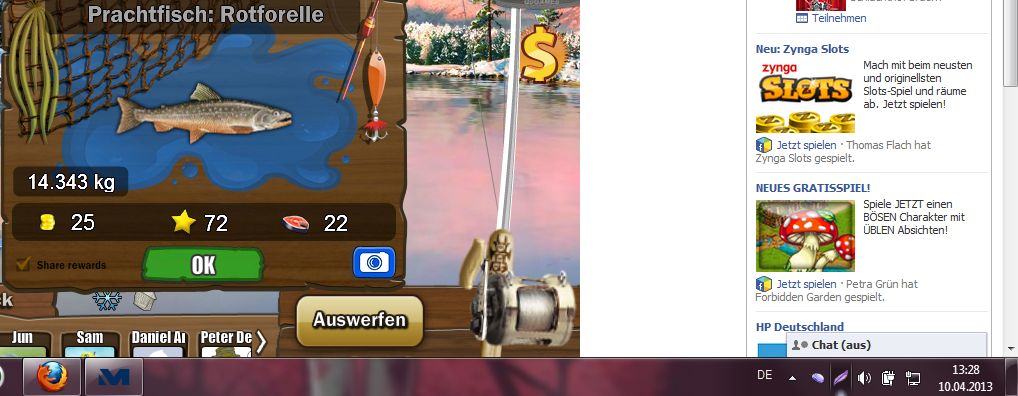 Prachtfisch: Rotforelle
14.343 kg
25
72
22
Share rewards
OK
ck
Jun
Sam
Daniel Ar
Peter De
Auswerfen
$
Teilnehmen
Neu: Zynga Slots
zynga
SLOTS
Mach mit beim neusten
und originellsten
Slots-Spiel und räume
ab. Jetzt spielen!
Jetzt spielen · Thomas Flach hat
Zynga Slots gespielt.
NEUES GRATISSPIEL!
Spiele JETZT einen
BÖSEN Charakter mit
ÜBLEN Absichten!
Jetzt spielen · Petra Grün hat
Forbidden Garden gespielt.
HP Deutschland
Chat (aus)
DE
13:28
10.04.2013